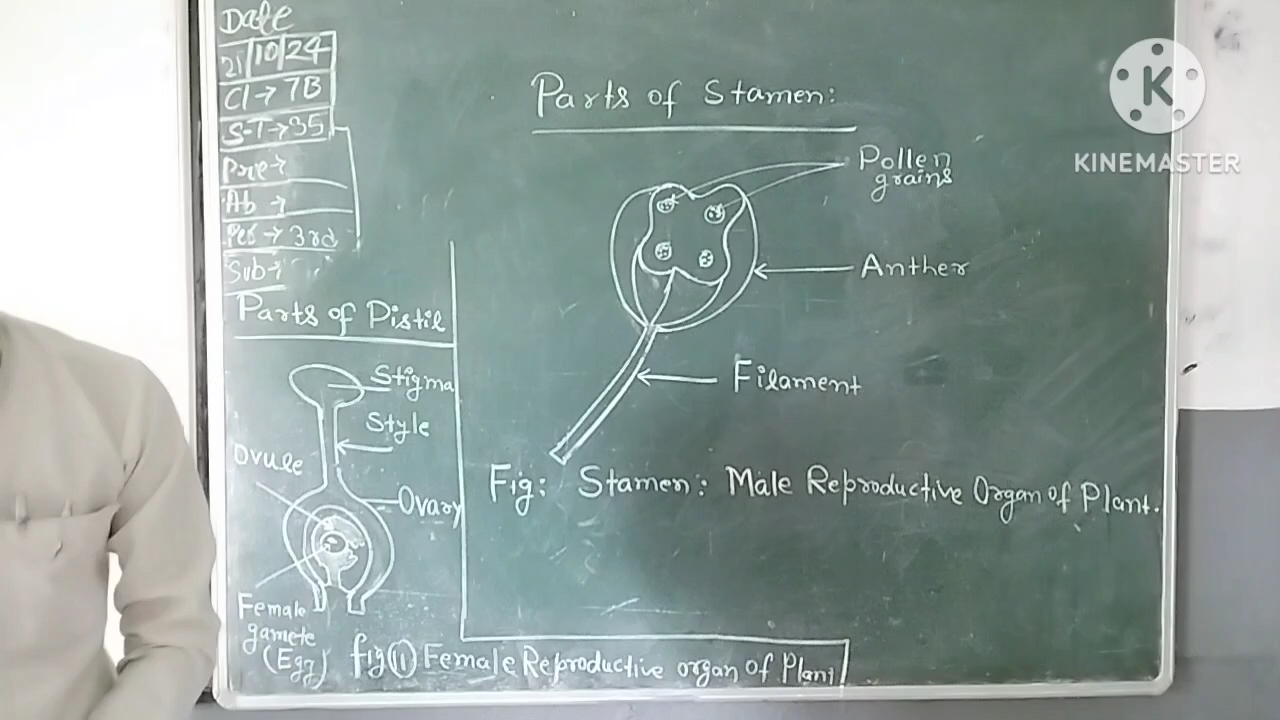 Date
21/10/24
Cl → 7B
S-T → 35
Pre →
Ab →
Per → 3rd
Sub →
Parts of Pistil
Stigma
Style
Ovule
Ovary
Female
gamete
(Egg)
fig (11) Female Reproductive organ of Plant
Parts of Stamen:
Pollen
grains
Anther
Filament
Fig: Stamen: Male Reproductive Organ of Plant.
K
KINEMASTER